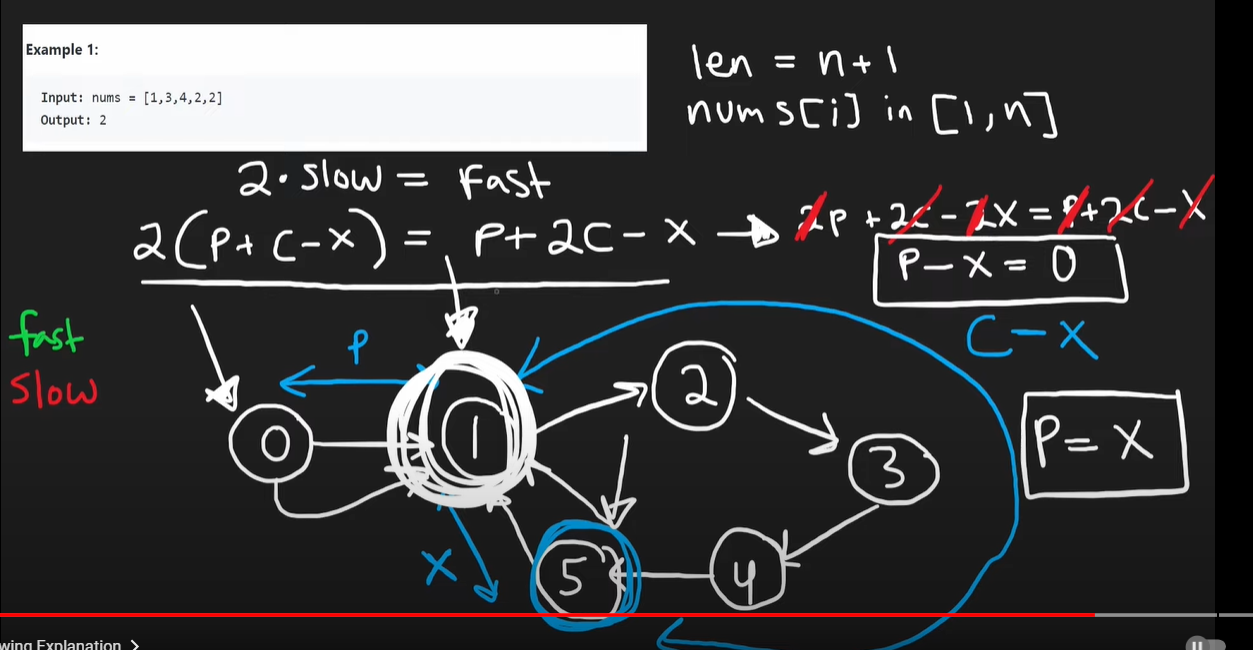 Example 1:
Input: nums = [1,3,4,2,2]
Output: 2
len = n+1
nums[i] in [1,n]
2·slow = Fast
2(P+C-X) = P+2C-X → 2P+2C-2X=P+2C-X
P-X=0
fast
slow
P
C-X
P=X
0
1
2
3
4
5
X
wing Explanation >